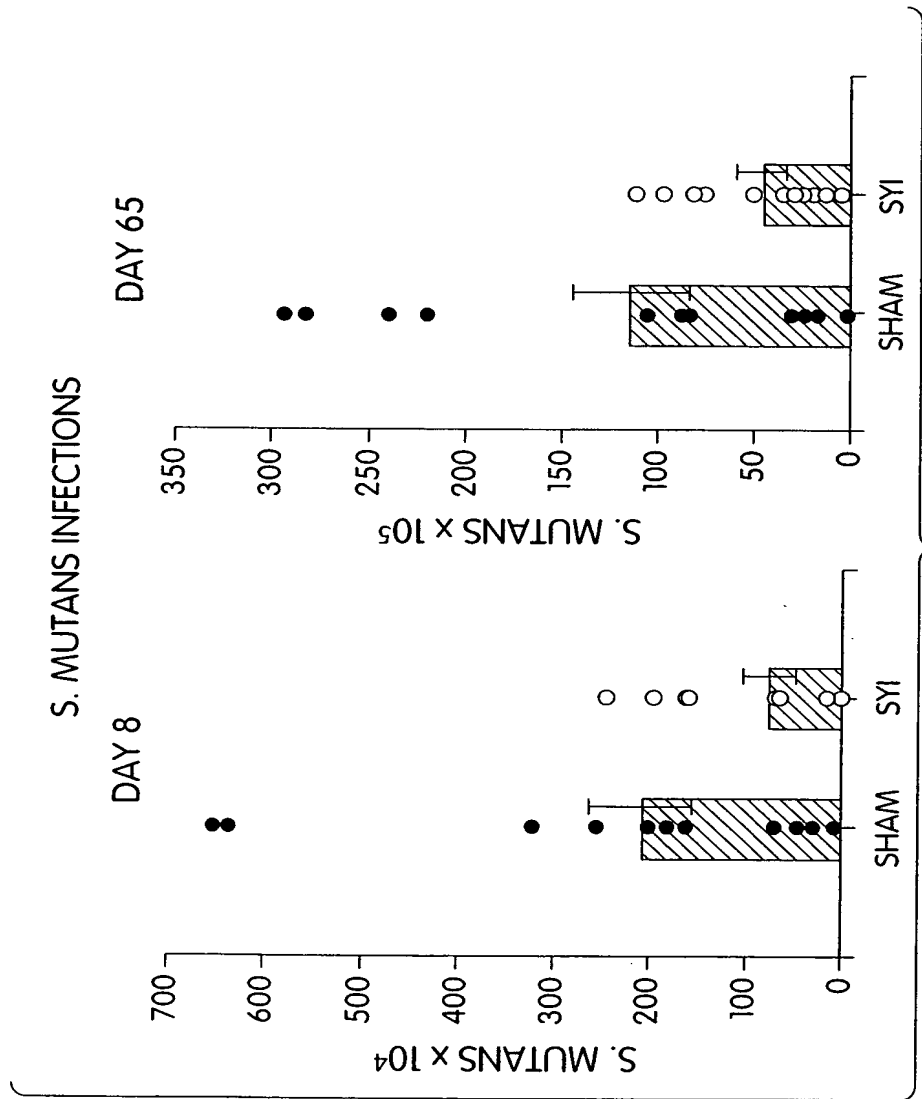 S. MUTANS INFECTIONS
DAY 8
S. MUTANS x 10⁴
700
600
500
400
300
200
100
0
SHAM
SYI
DAY 65
S. MUTANS x 10⁵
350
300
250
200
150
100
50
0
SHAM
SYI